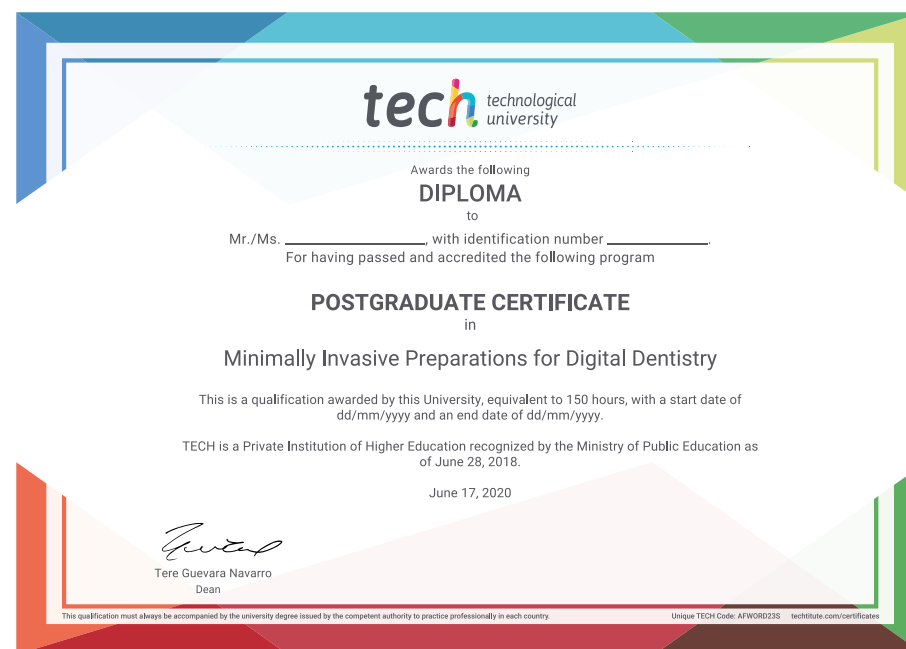 tech technological
university
Awards the following
DIPLOMA
to
Mr./Ms. ____________________, with identification number ______________.
For having passed and accredited the following program
POSTGRADUATE CERTIFICATE
in
Minimally Invasive Preparations for Digital Dentistry
This is a qualification awarded by this University, equivalent to 150 hours, with a start date of
dd/mm/yyyy and an end date of dd/mm/yyyy.
TECH is a Private Institution of Higher Education recognized by the Ministry of Public Education as
of June 28, 2018.
June 17, 2020
Tere Guevara Navarro
Dean
This qualification must always be accompanied by the university degree issued by the competent authority to practice professionally in each country. Unique TECH Code: AFWORD23S techtitute.com/certificates